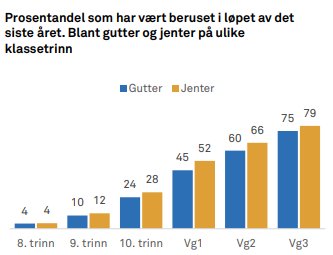 Prosentandel som har vært beruset i løpet av det
siste året. Blant gutter og jenter på ulike
klassetrinn
Gutter Jenter
4 4 10 12 24 28 45 52 60 66 75 79
8. trinn 9. trinn 10. trinn Vg1 Vg2 Vg3